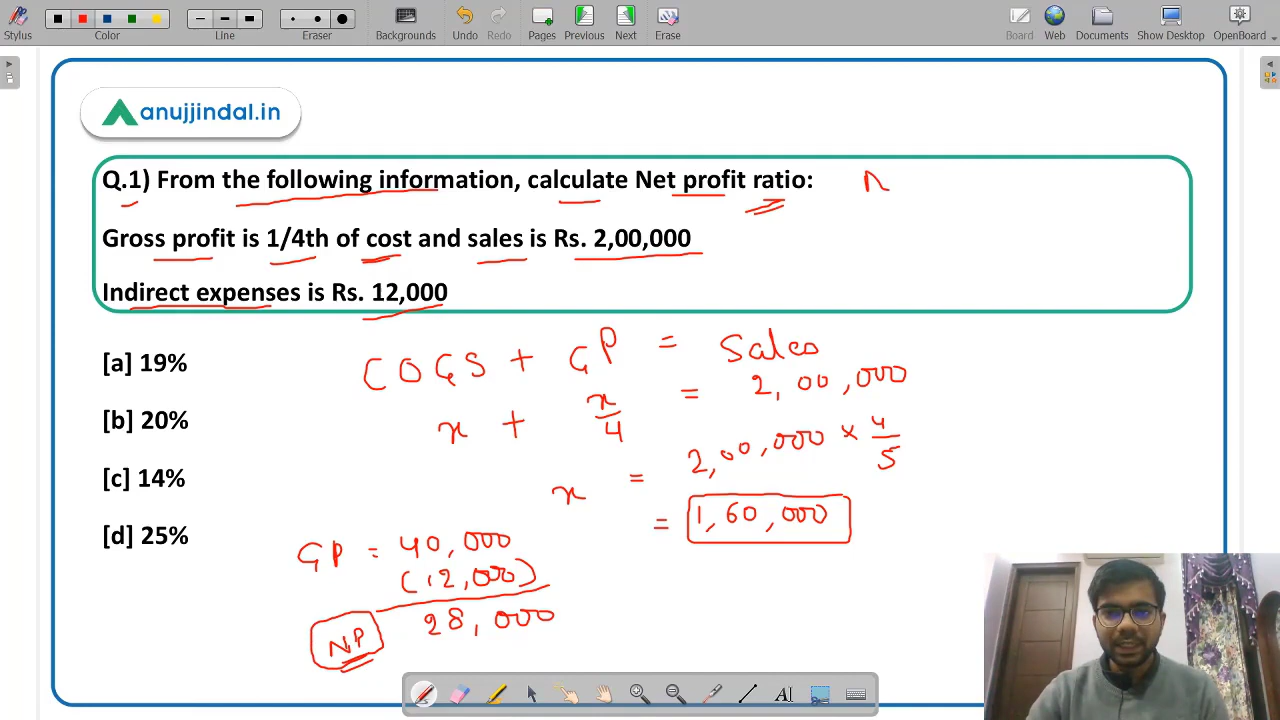 Stylus
Color
Line
Eraser
Backgrounds
Undo
Redo
Pages
Previous
Next
Erase
Board
Web
Documents
Show Desktop
OpenBoard
anujjindal.in
Q.1) From the following information, calculate Net profit ratio:
Gross profit is 1/4th of cost and sales is Rs. 2,00,000
Indirect expenses is Rs. 12,000
[a] 19%
[b] 20%
[c] 14%
[d] 25%
COGS + GP = Sales
x + x/4 = 2,00,000
x = 2,00,000 × 4/5
= 1,60,000
GP = 40,000
(12,000)
NP 28,000